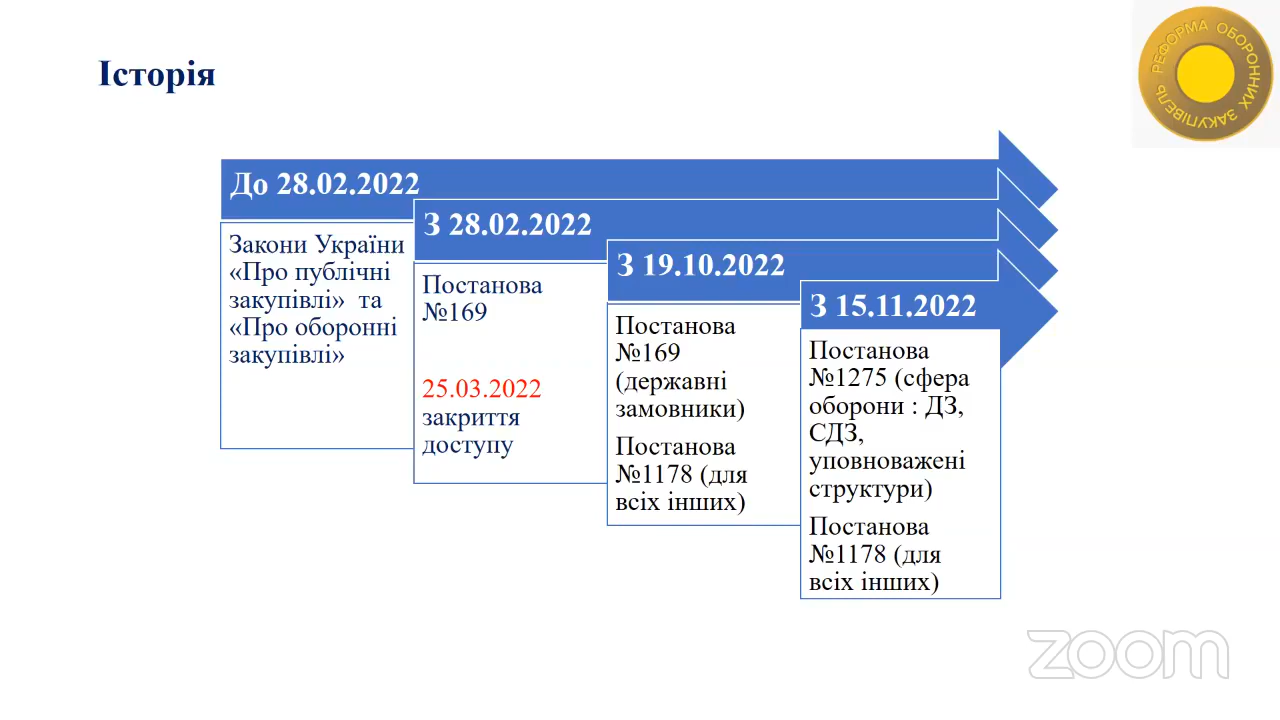 Історія
РЕФОРМА ОБОРОННИХ ЗАКУПІВЕЛЬ
До 28.02.2022
Закони України
«Про публічні
закупівлі» та
«Про оборонні
закупівлі»
З 28.02.2022
Постанова
№169
25.03.2022
закриття
доступу
З 19.10.2022
Постанова
№169
(державні
замовники)
Постанова
№1178 (для
всіх інших)
З 15.11.2022
Постанова
№1275 (сфера
оборони : ДЗ,
СДЗ,
уповноважені
структури)
Постанова
№1178 (для
всіх інших)
zoom